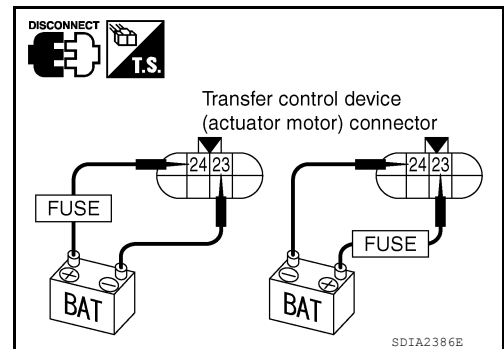 DISCONNECT
T.S.
Transfer control device
(actuator motor) connector
24 23
24 23
FUSE
FUSE
+ −
− +
BAT
BAT
SDIA2386E